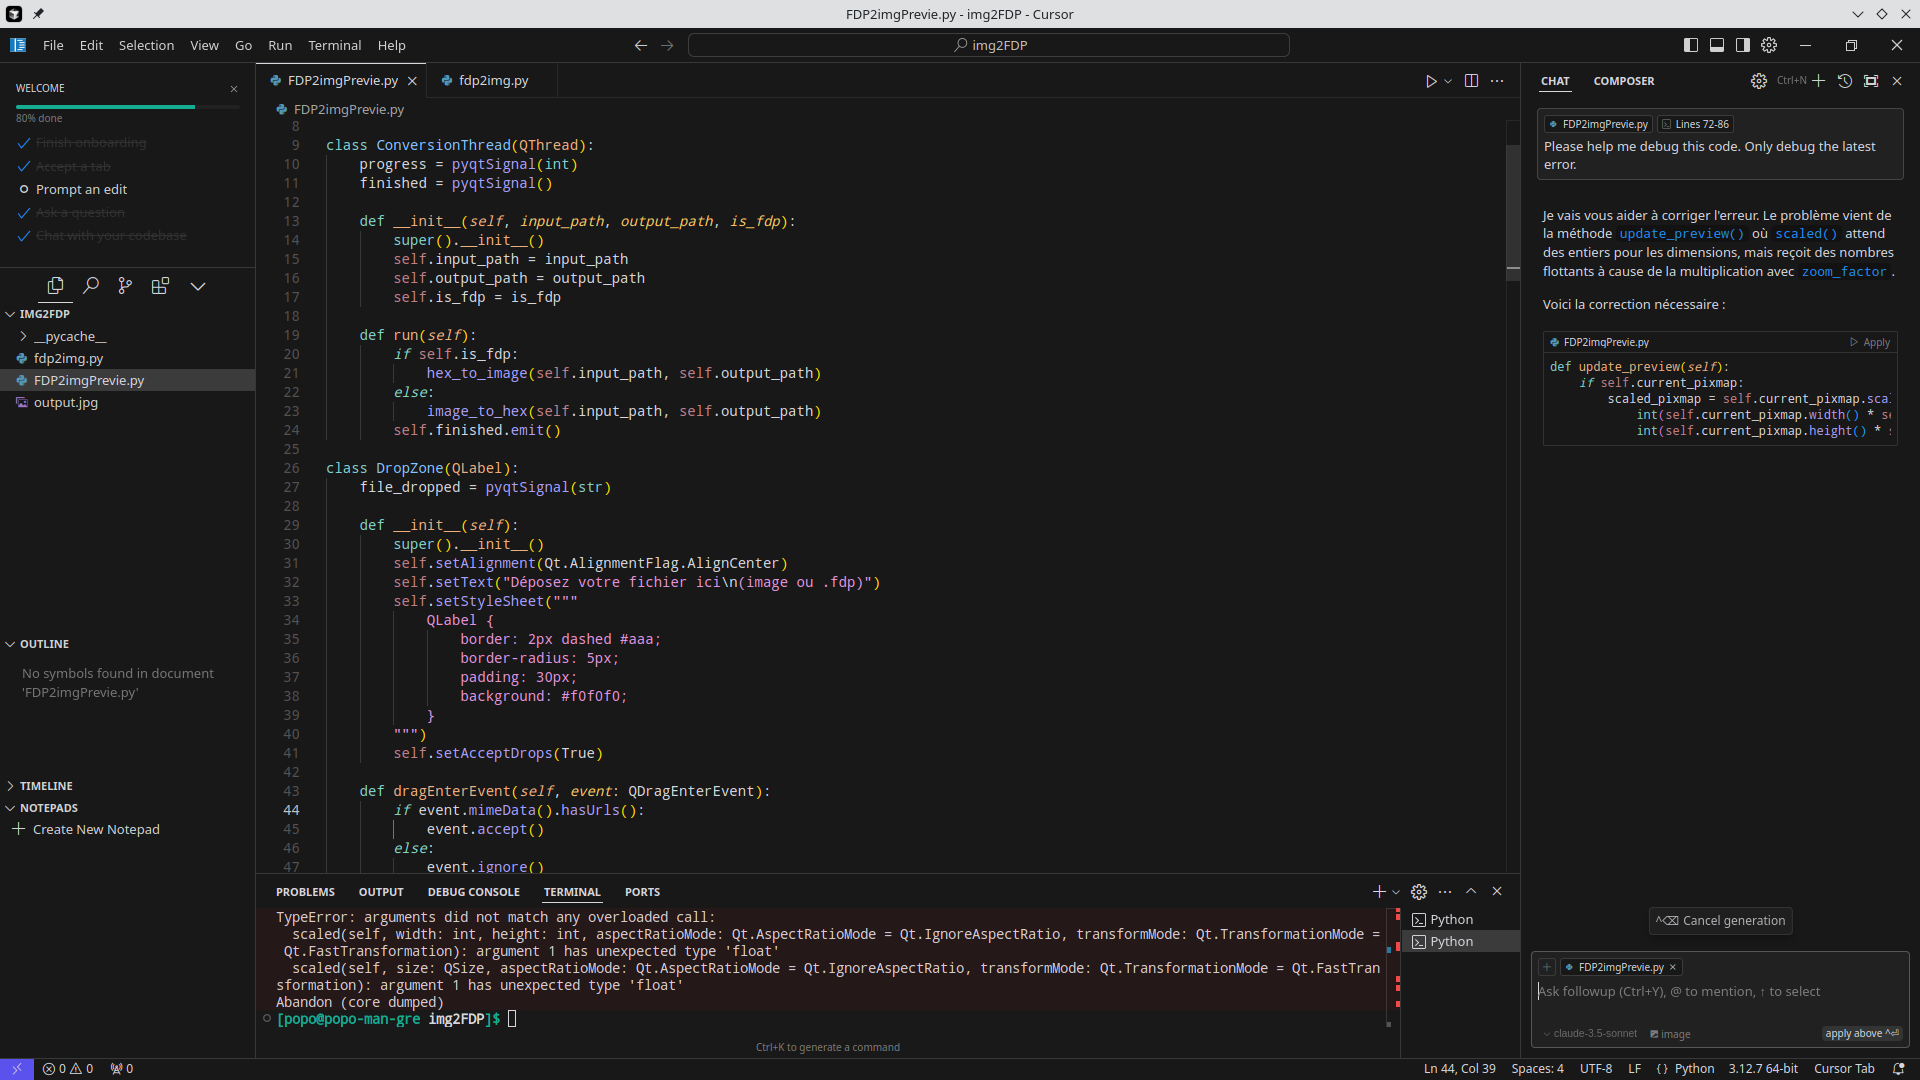 FDP2imgPrevie.py - img2FDP - Cursor
File Edit Selection View Go Run Terminal Help
img2FDP
WELCOME
80% done
Finish onboarding
Accept a tab
Prompt an edit
Ask a question
Chat with your codebase
IMG2FDP
__pycache__
fdp2img.py
FDP2imgPrevie.py
output.jpg
OUTLINE
No symbols found in document
'FDP2imgPrevie.py'
TIMELINE
NOTEPADS
Create New Notepad
FDP2imgPrevie.py
fdp2img.py
FDP2imgPrevie.py
8
9 class ConversionThread(QThread):
10 progress = pyqtSignal(int)
11 finished = pyqtSignal()
12
13 def __init__(self, input_path, output_path, is_fdp):
14 super().__init__()
15 self.input_path = input_path
16 self.output_path = output_path
17 self.is_fdp = is_fdp
18
19 def run(self):
20 if self.is_fdp:
21 hex_to_image(self.input_path, self.output_path)
22 else:
23 image_to_hex(self.input_path, self.output_path)
24 self.finished.emit()
25
26 class DropZone(QLabel):
27 file_dropped = pyqtSignal(str)
28
29 def __init__(self):
30 super().__init__()
31 self.setAlignment(Qt.AlignmentFlag.AlignCenter)
32 self.setText("Déposez votre fichier ici\n(image ou .fdp)")
33 self.setStyleSheet("""
34 QLabel {
35 border: 2px dashed #aaa;
36 border-radius: 5px;
37 padding: 30px;
38 background: #f0f0f0;
39 }
40 """)
41 self.setAcceptDrops(True)
42
43 def dragEnterEvent(self, event: QDragEnterEvent):
44 if event.mimeData().hasUrls():
45 event.accept()
46 else:
47 event.ignore()
PROBLEMS OUTPUT DEBUG CONSOLE TERMINAL PORTS
TypeError: arguments did not match any overloaded call:
scaled(self, width: int, height: int, aspectRatioMode: Qt.AspectRatioMode = Qt.IgnoreAspectRatio, transformMode: Qt.TransformationMode =
Qt.FastTransformation): argument 1 has unexpected type 'float'
scaled(self, size: QSize, aspectRatioMode: Qt.AspectRatioMode = Qt.IgnoreAspectRatio, transformMode: Qt.TransformationMode = Qt.FastTran
sformation): argument 1 has unexpected type 'float'
Abandon (core dumped)
[popo@popo-man-gre img2FDP]$
Ctrl+K to generate a command
Python
Python
CHAT COMPOSER
Ctrl+N
FDP2imgPrevie.py Lines 72-86
Please help me debug this code. Only debug the latest
error.
Je vais vous aider à corriger l'erreur. Le problème vient de
la méthode update_preview() où scaled() attend
des entiers pour les dimensions, mais reçoit des nombres
flottants à cause de la multiplication avec zoom_factor .
Voici la correction nécessaire :
FDP2imgPrevie.py Apply
def update_preview(self):
if self.current_pixmap:
scaled_pixmap = self.current_pixmap.scal
int(self.current_pixmap.width() * se
int(self.current_pixmap.height() * s
^⌫ Cancel generation
FDP2imgPrevie.py
Ask followup (Ctrl+Y), @ to mention, ↑ to select
claude-3.5-sonnet image apply above ^⏎
0 0 0
Ln 44, Col 39 Spaces: 4 UTF-8 LF {} Python 3.12.7 64-bit Cursor Tab